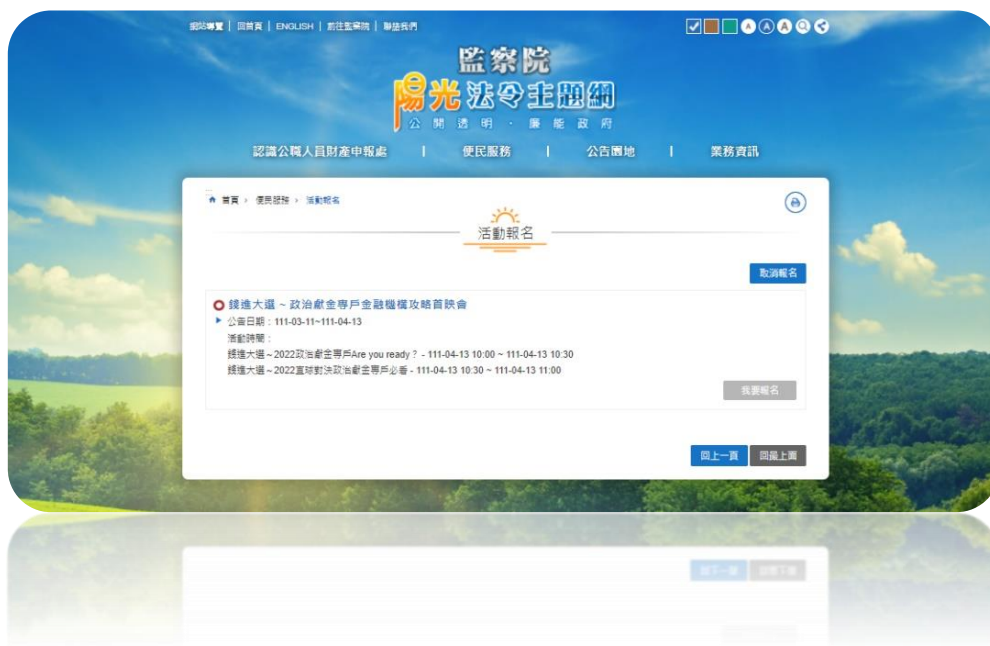 網站導覽 | 回首頁 | ENGLISH | 前往監察院 | 聯絡我們
A A A
監察院
陽光法令主題網
公開透明・廉能政府
認識公職人員財產申報處 | 便民服務 | 公告園地 | 業務資訊
首頁 › 便民服務 › 活動報名
活動報名
取消報名
錢進大選 ~ 政治獻金專戶金融機構攻略首映會
公告日期：111-03-11~111-04-13
活動時間：
錢進大選～2022政治獻金專戶Are you ready？ - 111-04-13 10:00 ~ 111-04-13 10:30
錢進大選～2022直球對決政治獻金專戶必看 - 111-04-13 10:30 ~ 111-04-13 11:00
我要報名
回上一頁 回最上面